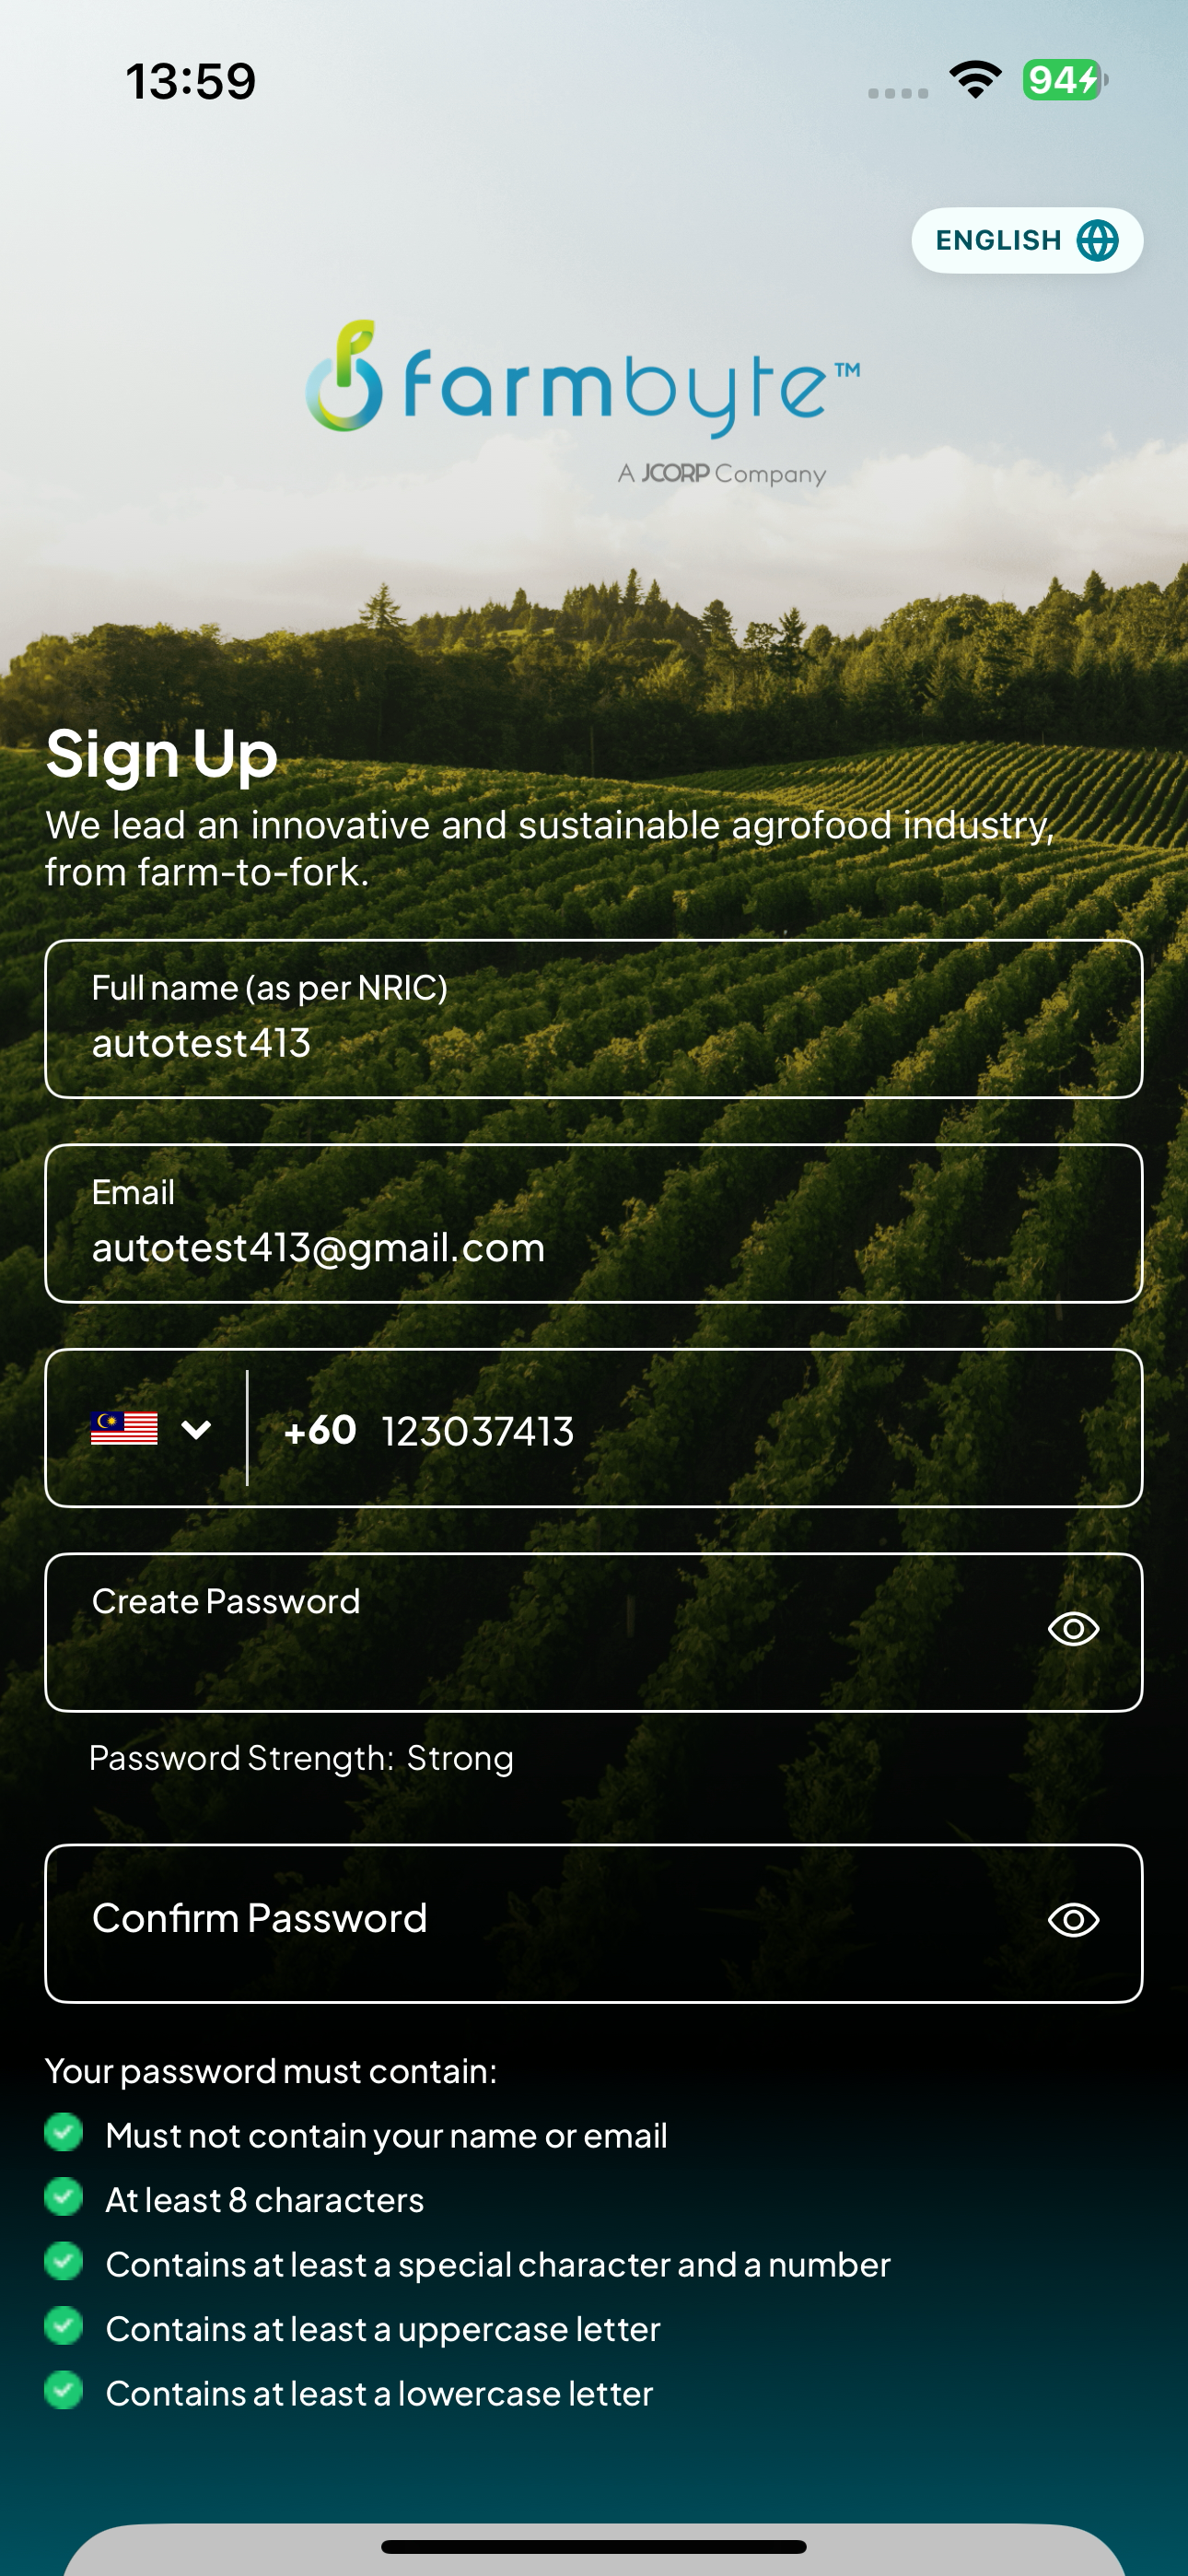 13:59
94
ENGLISH
farmbyte™
A JCORP Company
Sign Up
We lead an innovative and sustainable agrofood industry,
from farm-to-fork.
Full name (as per NRIC)
autotest413
Email
autotest413@gmail.com
+60 123037413
Create Password
Password Strength: Strong
Confirm Password
Your password must contain:
Must not contain your name or email
At least 8 characters
Contains at least a special character and a number
Contains at least a uppercase letter
Contains at least a lowercase letter